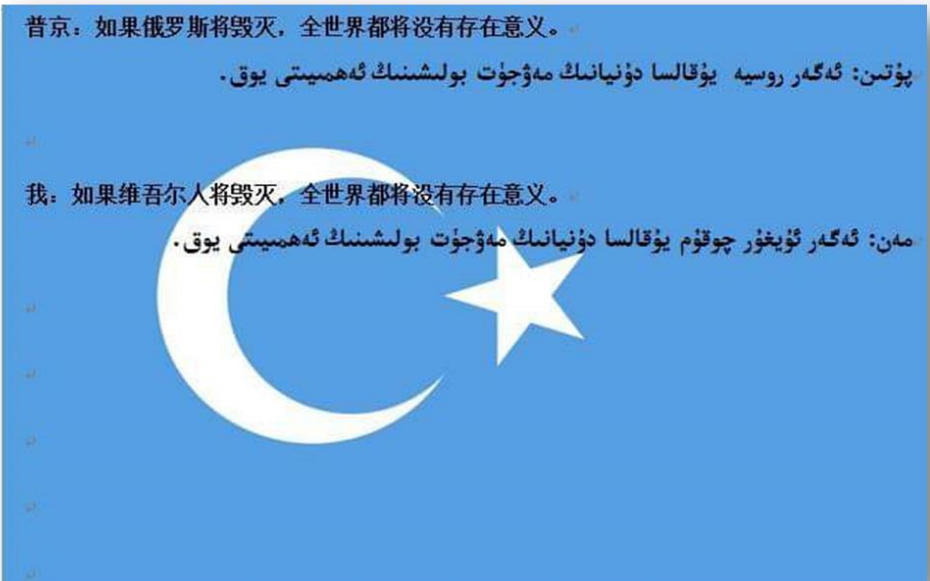 普京：如果俄罗斯将毁灭，全世界都将没有存在意义。
پۇتىن: ئەگەر روسيە يۇقالسا دۇنيانىڭ مەۋجۇت بولىشىنىڭ ئەھمىيىتى يوق.
我：如果维吾尔人将毁灭，全世界都将没有存在意义。
مەن: ئەگەر ئۇيغۇر چوقۇم يۇقالسا دۇنيانىڭ مەۋجۇت بولىشىنىڭ ئەھمىيىتى يوق.